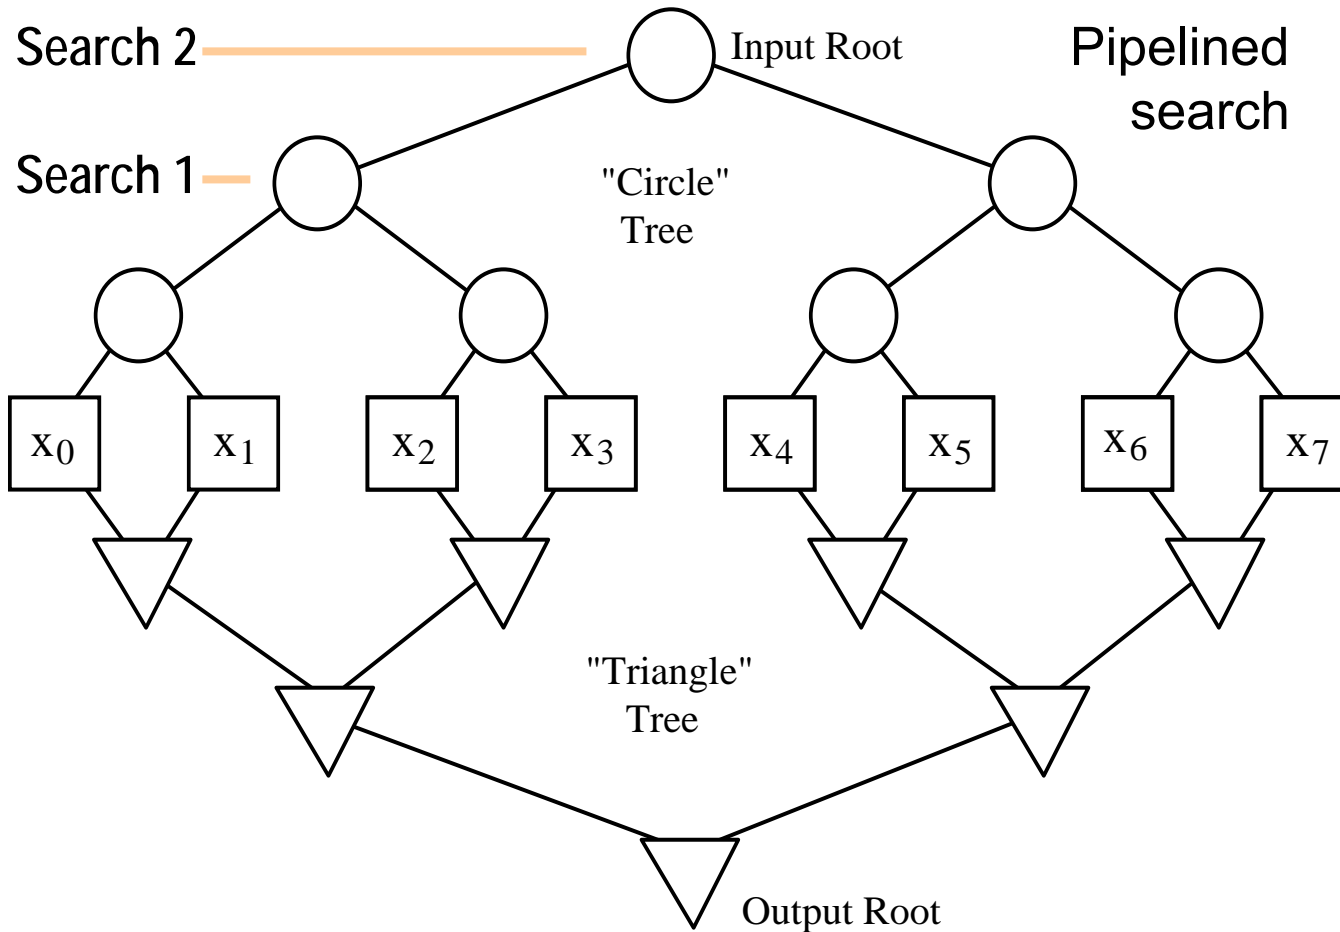 Search 2
Input Root
Pipelined
search
Search 1
"Circle"
Tree
x0
x1
x2
x3
x4
x5
x6
x7
"Triangle"
Tree
Output Root